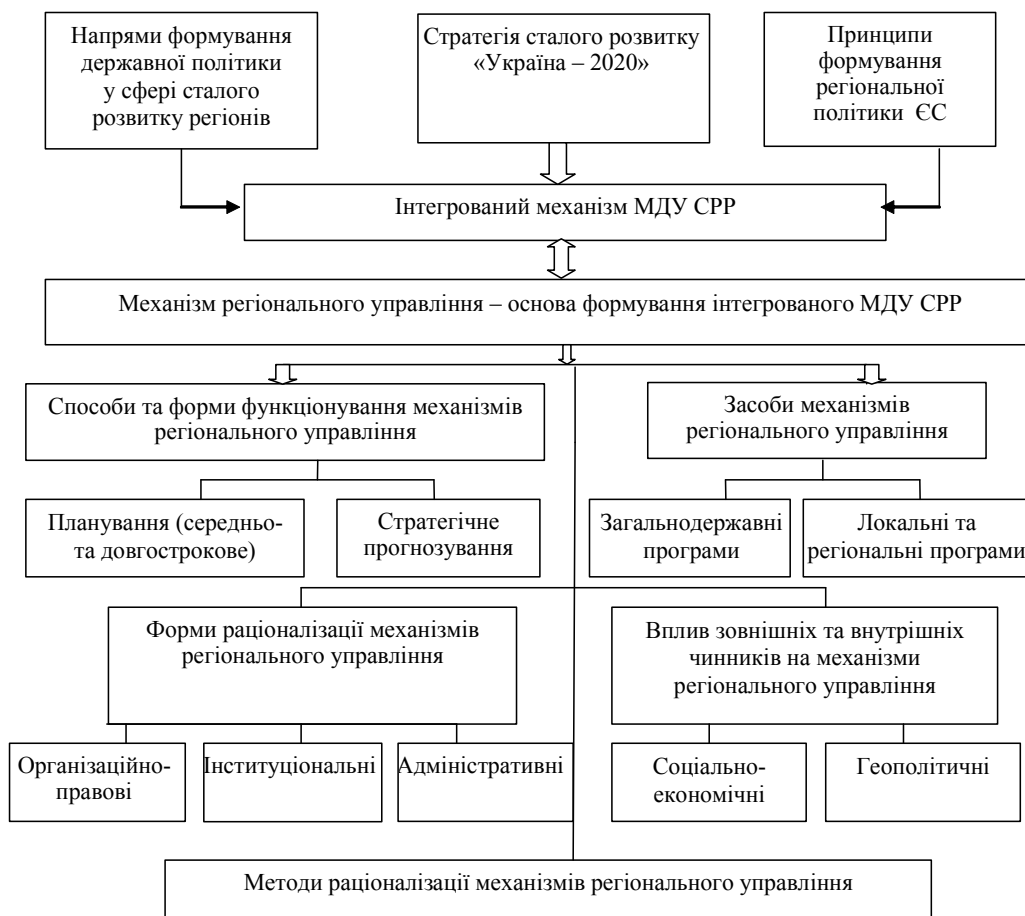 Напрями формування
державної політики
у сфері сталого
розвитку регіонів
Стратегія сталого розвитку
«Україна – 2020»
Принципи
формування
регіональної
політики ЄС
Інтегрований механізм МДУ СРР
Механізм регіонального управління – основа формування інтегрованого МДУ СРР
Способи та форми функціонування механізмів
регіонального управління
Засоби механізмів
регіонального управління
Планування (середньо-
та довгострокове)
Стратегічне
прогнозування
Загальнодержавні
програми
Локальні та
регіональні програми
Форми раціоналізації механізмів
регіонального управління
Вплив зовнішніх та внутрішніх
чинників на механізми
регіонального управління
Організаційно-
правові
Інституціональні
Адміністративні
Соціально-
економічні
Геополітичні
Методи раціоналізації механізмів регіонального управління